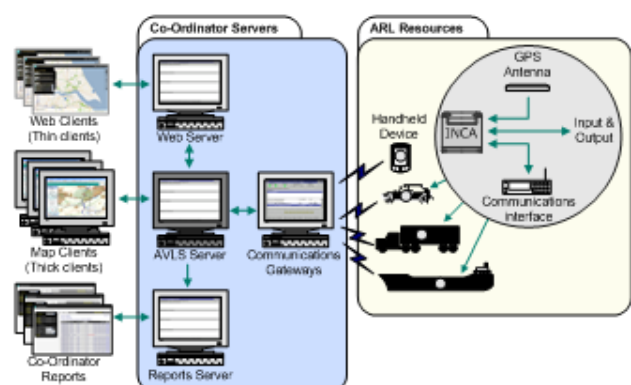 Co-Ordinator Servers
ARL Resources
GPS
Antenna
Web Clients
(Thin clients)
Web Server
Handheld
Device
INCA
Input &
Output
Communications
interface
Map Clients
(Thick clients)
AVLS Server
Communications
Gateways
Co-Ordinator
Reports
Reports Server